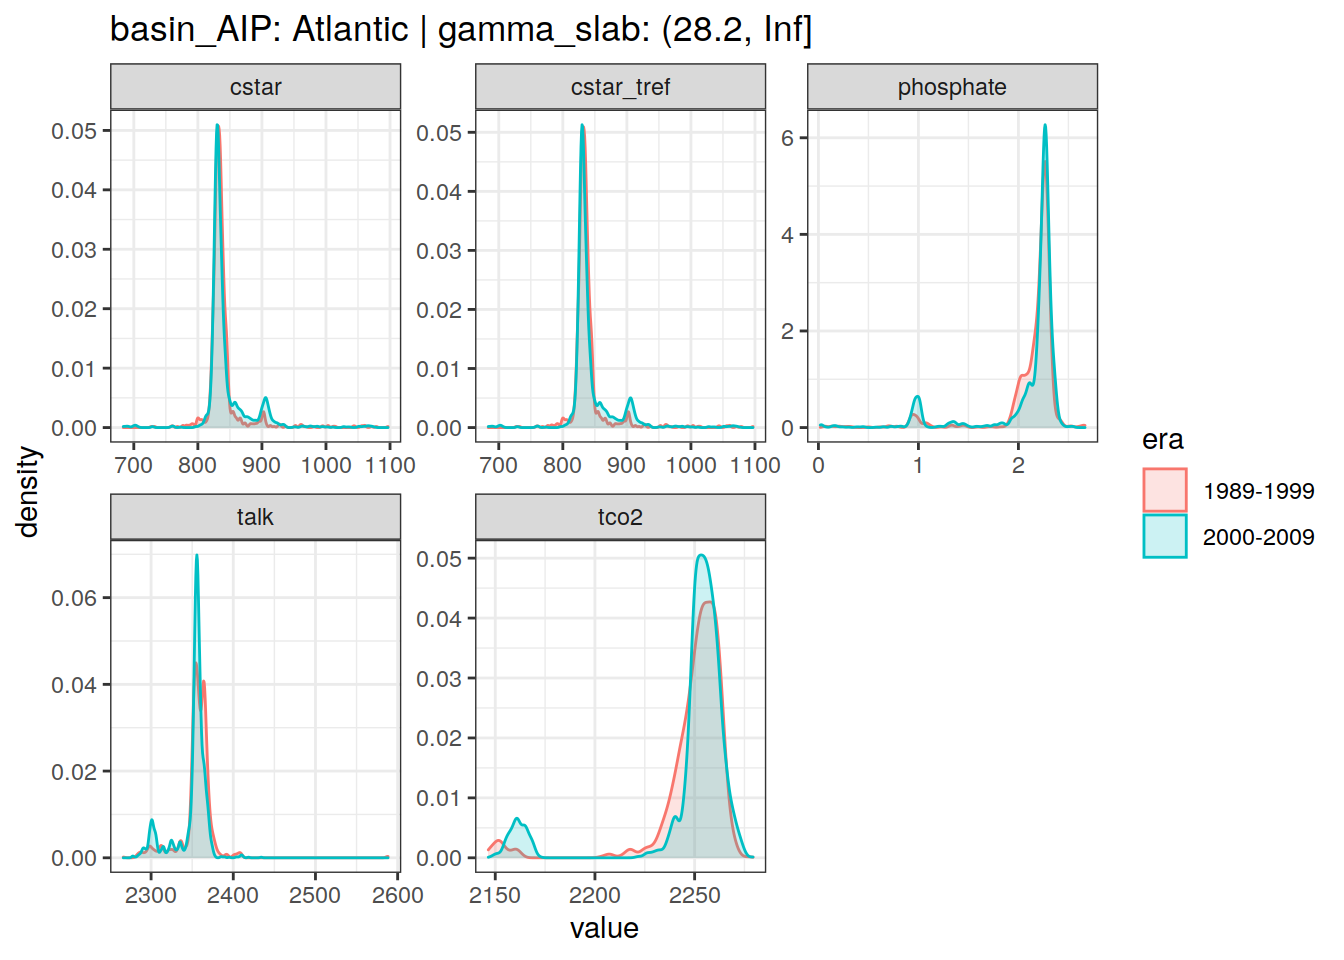 basin_AIP: Atlantic | gamma_slab: (28.2, Inf]
cstar
cstar_tref
phosphate
0.05
0.04
0.03
0.02
0.01
0.00
700 800 900 1000 1100
0.05
0.04
0.03
0.02
0.01
0.00
700 800 900 1000 1100
6
4
2
0
0 1 2
density
era
1989-1999
2000-2009
talk
tco2
0.06
0.04
0.02
0.00
2300 2400 2500 2600
0.05
0.04
0.03
0.02
0.01
0.00
2150 2200 2250
value